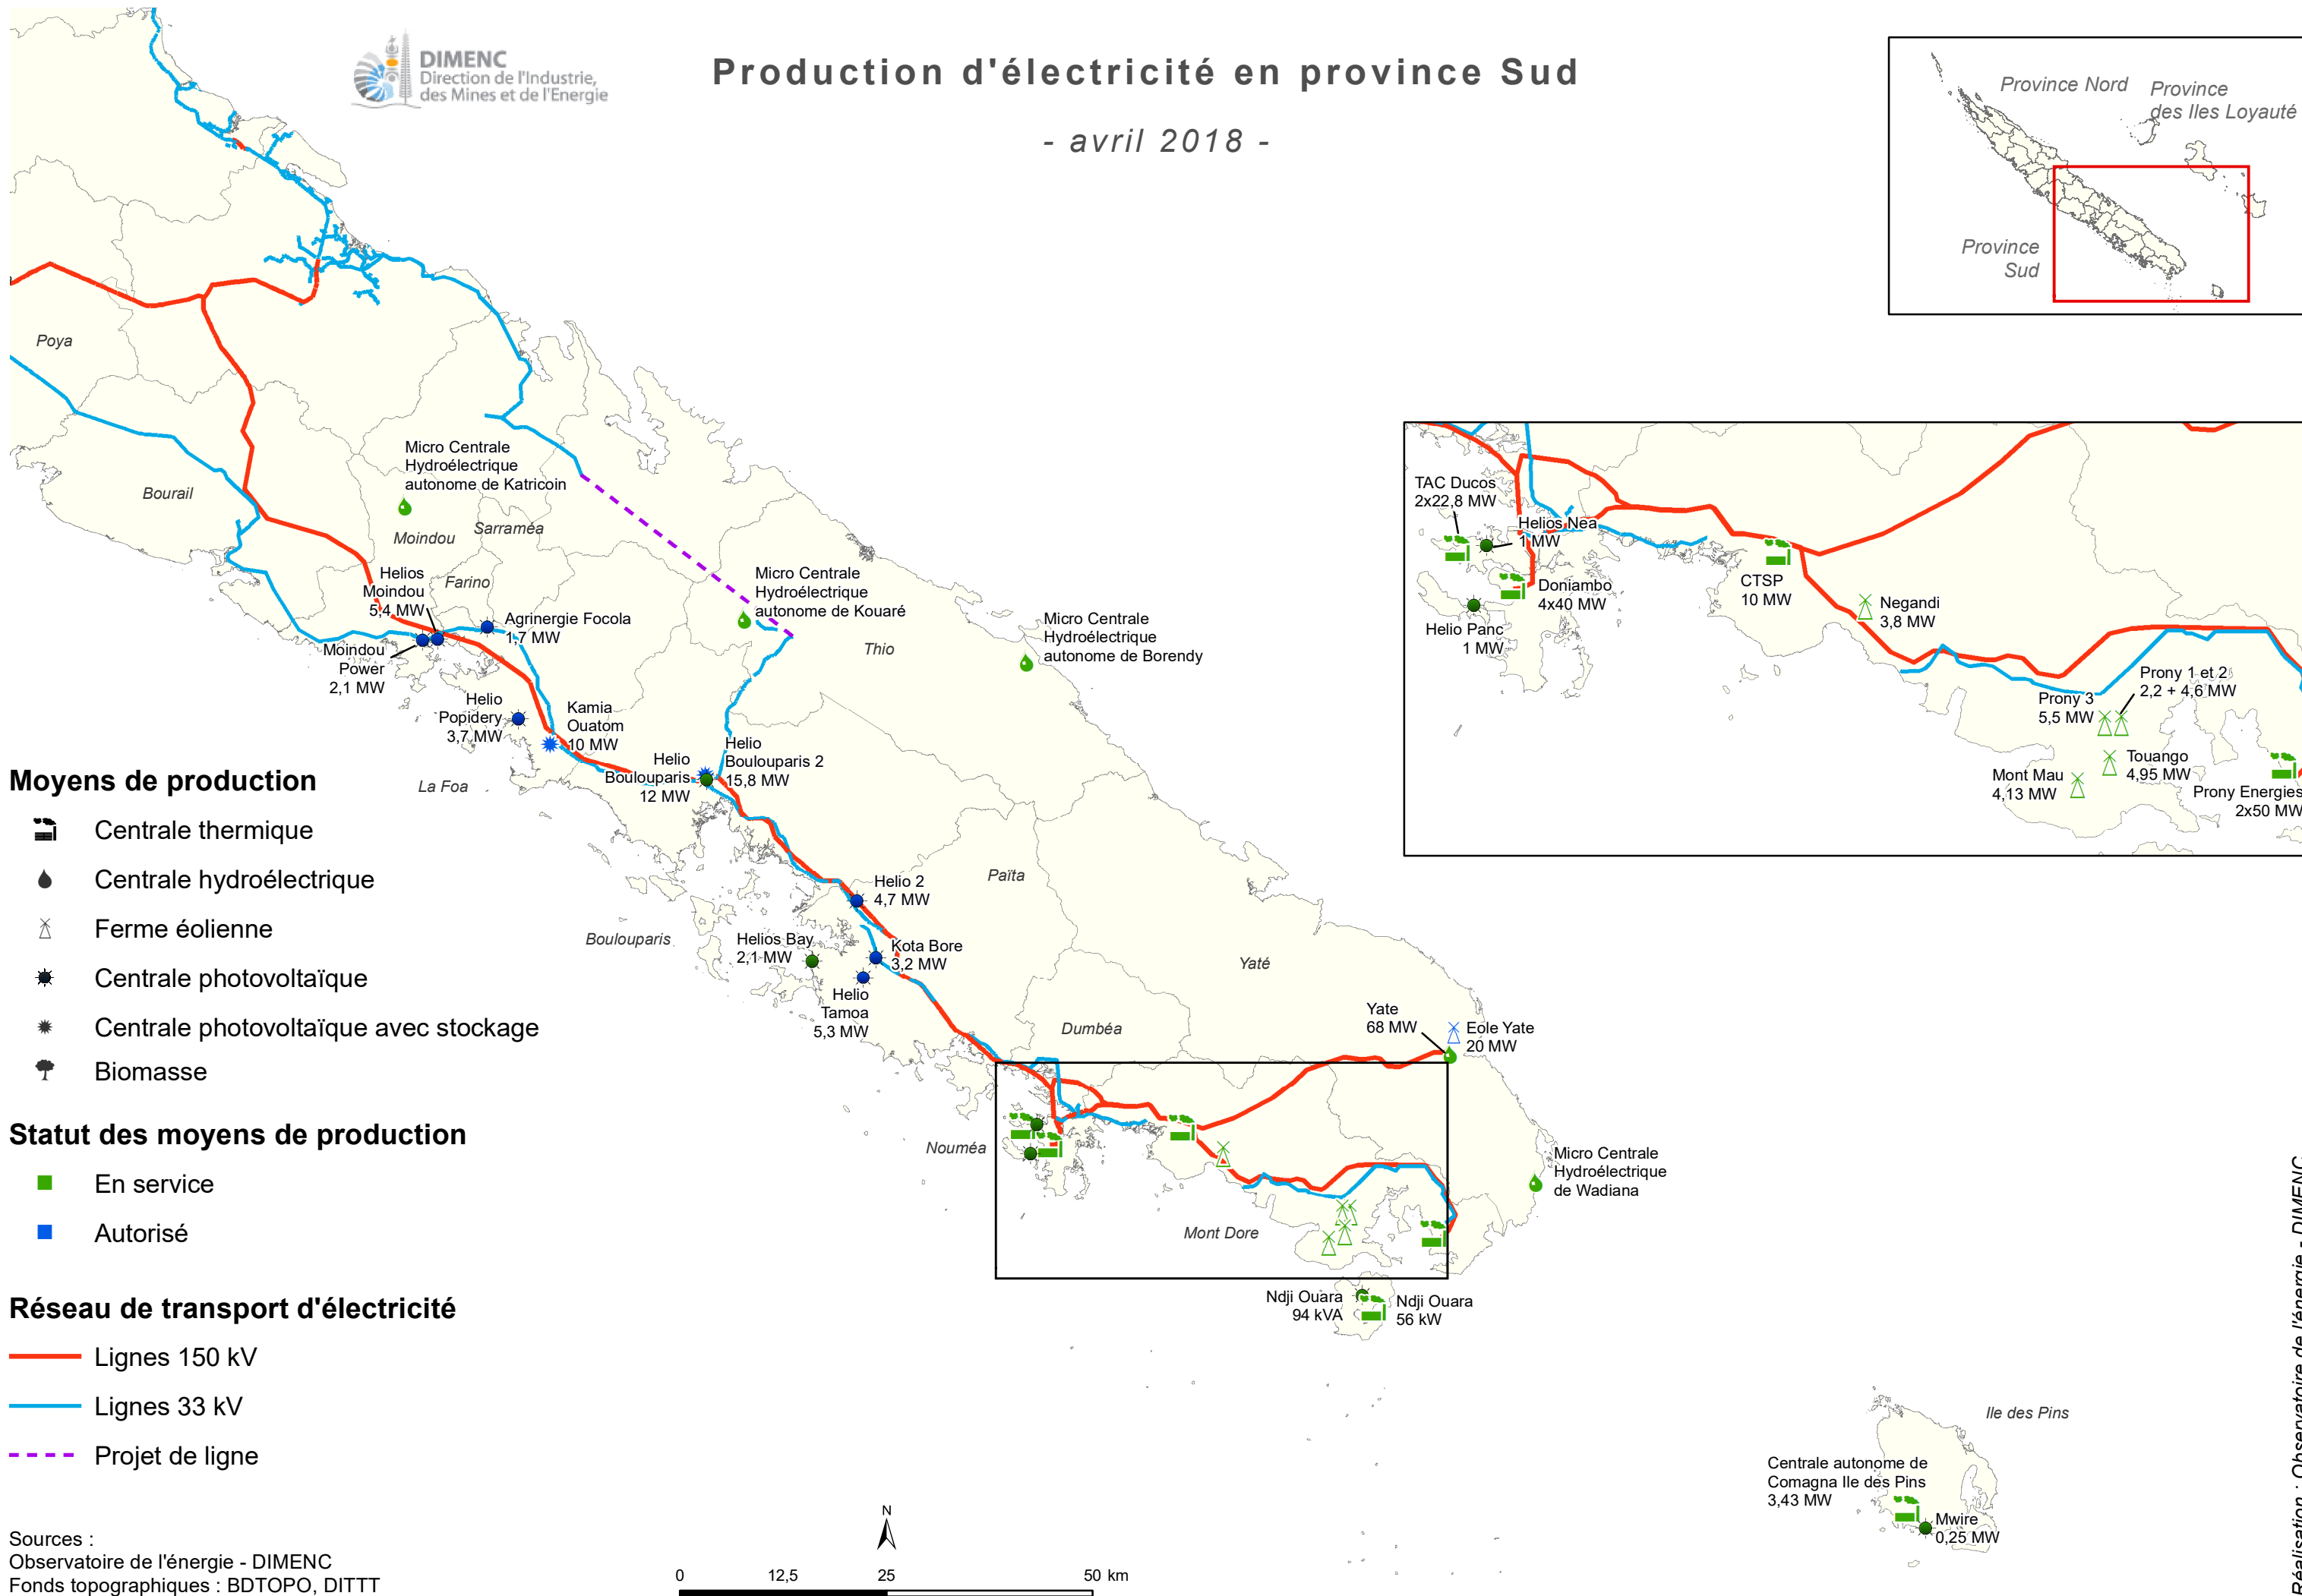 DIMENC
Direction de l'Industrie,
des Mines et de l'Energie
Production d'électricité en province Sud
- avril 2018 -
Province Nord
Province
des Iles Loyauté
Province
Sud
Poya
Bourail
Micro Centrale
Hydroélectrique
autonome de Katricoin
Moindou
Sarraméa
Farino
Helios
Moindou
5,4 MW
Agrinergie Focola
1,7 MW
Moindou
Power
2,1 MW
Helio
Popidery
3,7 MW
Kamia
Ouatom
10 MW
La Foa
Micro Centrale
Hydroélectrique
autonome de Kouaré
Thio
Micro Centrale
Hydroélectrique
autonome de Borendy
Helio
Boulouparis
12 MW
Helio
Boulouparis 2
15,8 MW
Helio 2
4,7 MW
Païta
Boulouparis
Helios Bay
2,1 MW
Kota Bore
3,2 MW
Helio
Tamoa
5,3 MW
Yaté
Dumbéa
Yate
68 MW
Eole Yate
20 MW
Nouméa
Mont Dore
Micro Centrale
Hydroélectrique
de Wadiana
Ndji Ouara
94 kVA
Ndji Ouara
56 kW
Ile des Pins
Centrale autonome de
Comagna Ile des Pins
3,43 MW
Mwire
0,25 MW
TAC Ducos
2x22,8 MW
Helios Nea
1 MW
Doniambo
4x40 MW
Helio Panc
1 MW
CTSP
10 MW
Negandi
3,8 MW
Prony 1 et 2
2,2 + 4,6 MW
Prony 3
5,5 MW
Touango
4,95 MW
Mont Mau
4,13 MW
Prony Energies
2x50 MW
Moyens de production
Centrale thermique
Centrale hydroélectrique
Ferme éolienne
Centrale photovoltaïque
Centrale photovoltaïque avec stockage
Biomasse
Statut des moyens de production
En service
Autorisé
Réseau de transport d'électricité
Lignes 150 kV
Lignes 33 kV
Projet de ligne
Sources :
Observatoire de l'énergie - DIMENC
Fonds topographiques : BDTOPO, DITTT
N
0 12,5 25 50 km
Réalisation : Observatoire de l'énergie - DIMENC